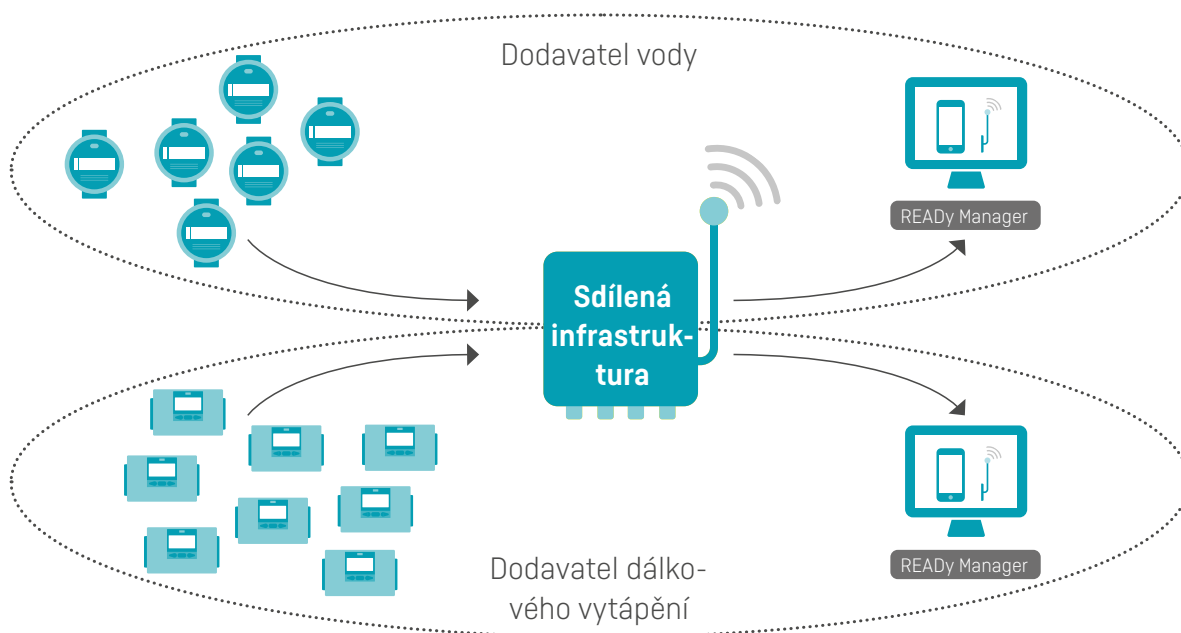 Dodavatel vody
READy Manager
Sdílená
infrastruk-
tura
READy Manager
Dodavatel dálko-
vého vytápění